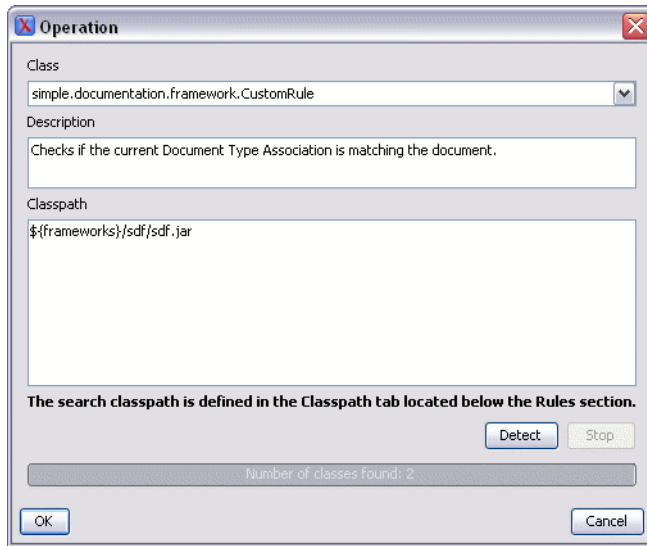 Operation
Class
simple.documentation.framework.CustomRule
Description
Checks if the current Document Type Association is matching the document.
Classpath
${frameworks}/sdf/sdf.jar
The search classpath is defined in the Classpath tab located below the Rules section.
Detect Stop
Number of classes found: 2
OK Cancel